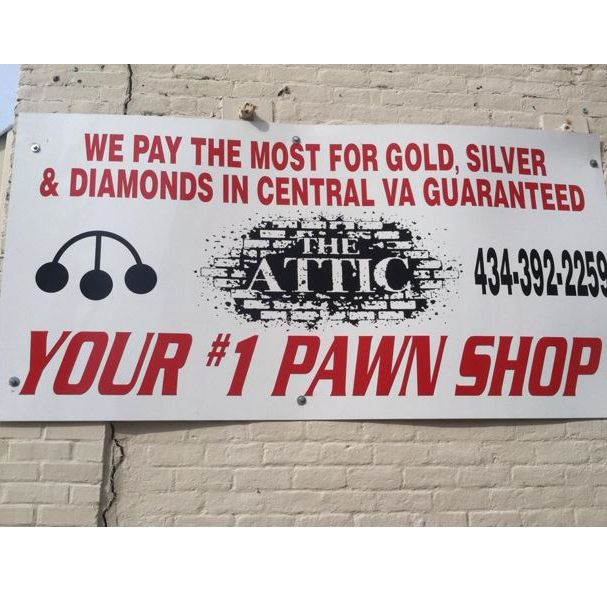 WE PAY THE MOST FOR GOLD, SILVER
& DIAMONDS IN CENTRAL VA GUARANTEED
THE
ATTIC
434-392-2259
YOUR #1 PAWN SHOP